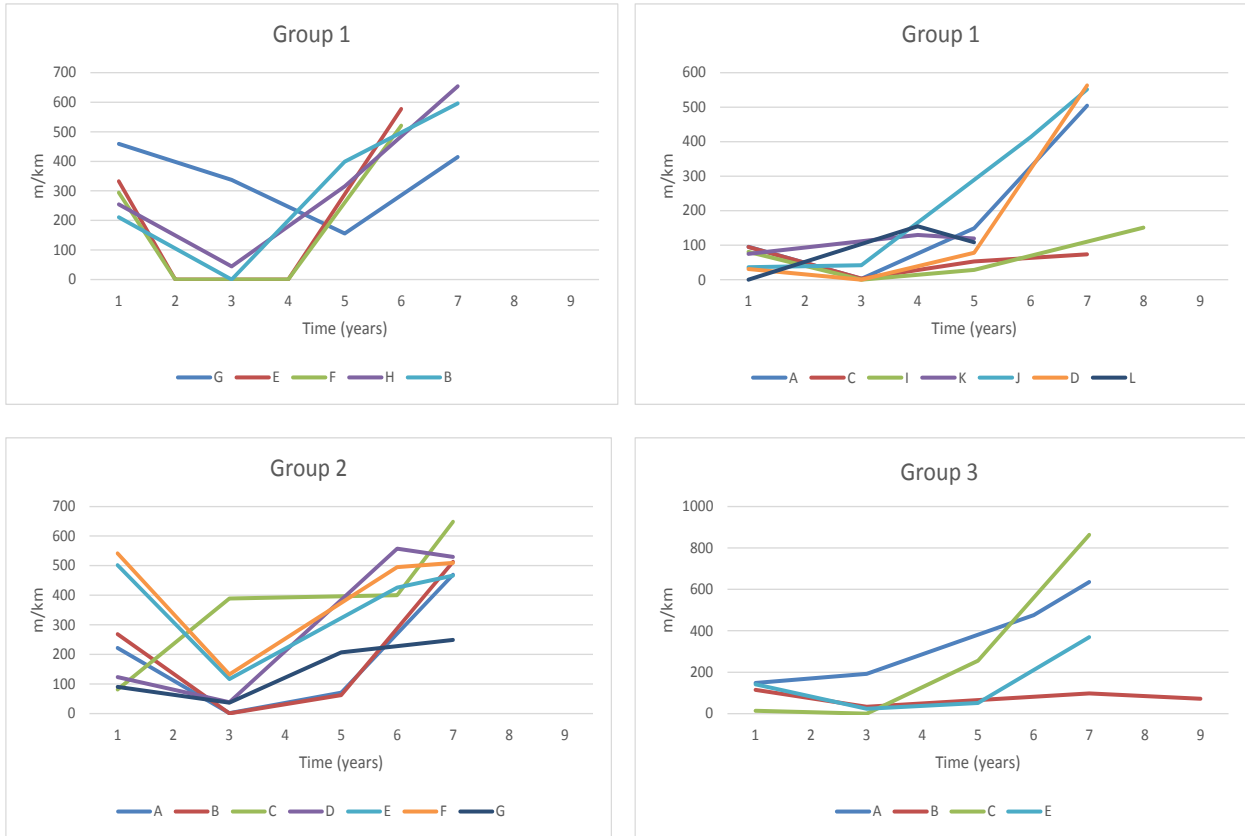 Group 1
700
600
500
400
300
200
100
0
m/km
1 2 3 4 5 6 7 8 9
Time (years)
G E F H B
Group 1
600
500
400
300
200
100
0
m/km
1 2 3 4 5 6 7 8 9
Time (years)
A C I K J D L
Group 2
700
600
500
400
300
200
100
0
m/km
1 2 3 4 5 6 7 8 9
Time (years)
A B C D E F G
Group 3
1000
800
600
400
200
0
m/km
1 2 3 4 5 6 7 8 9
Time (years)
A B C E